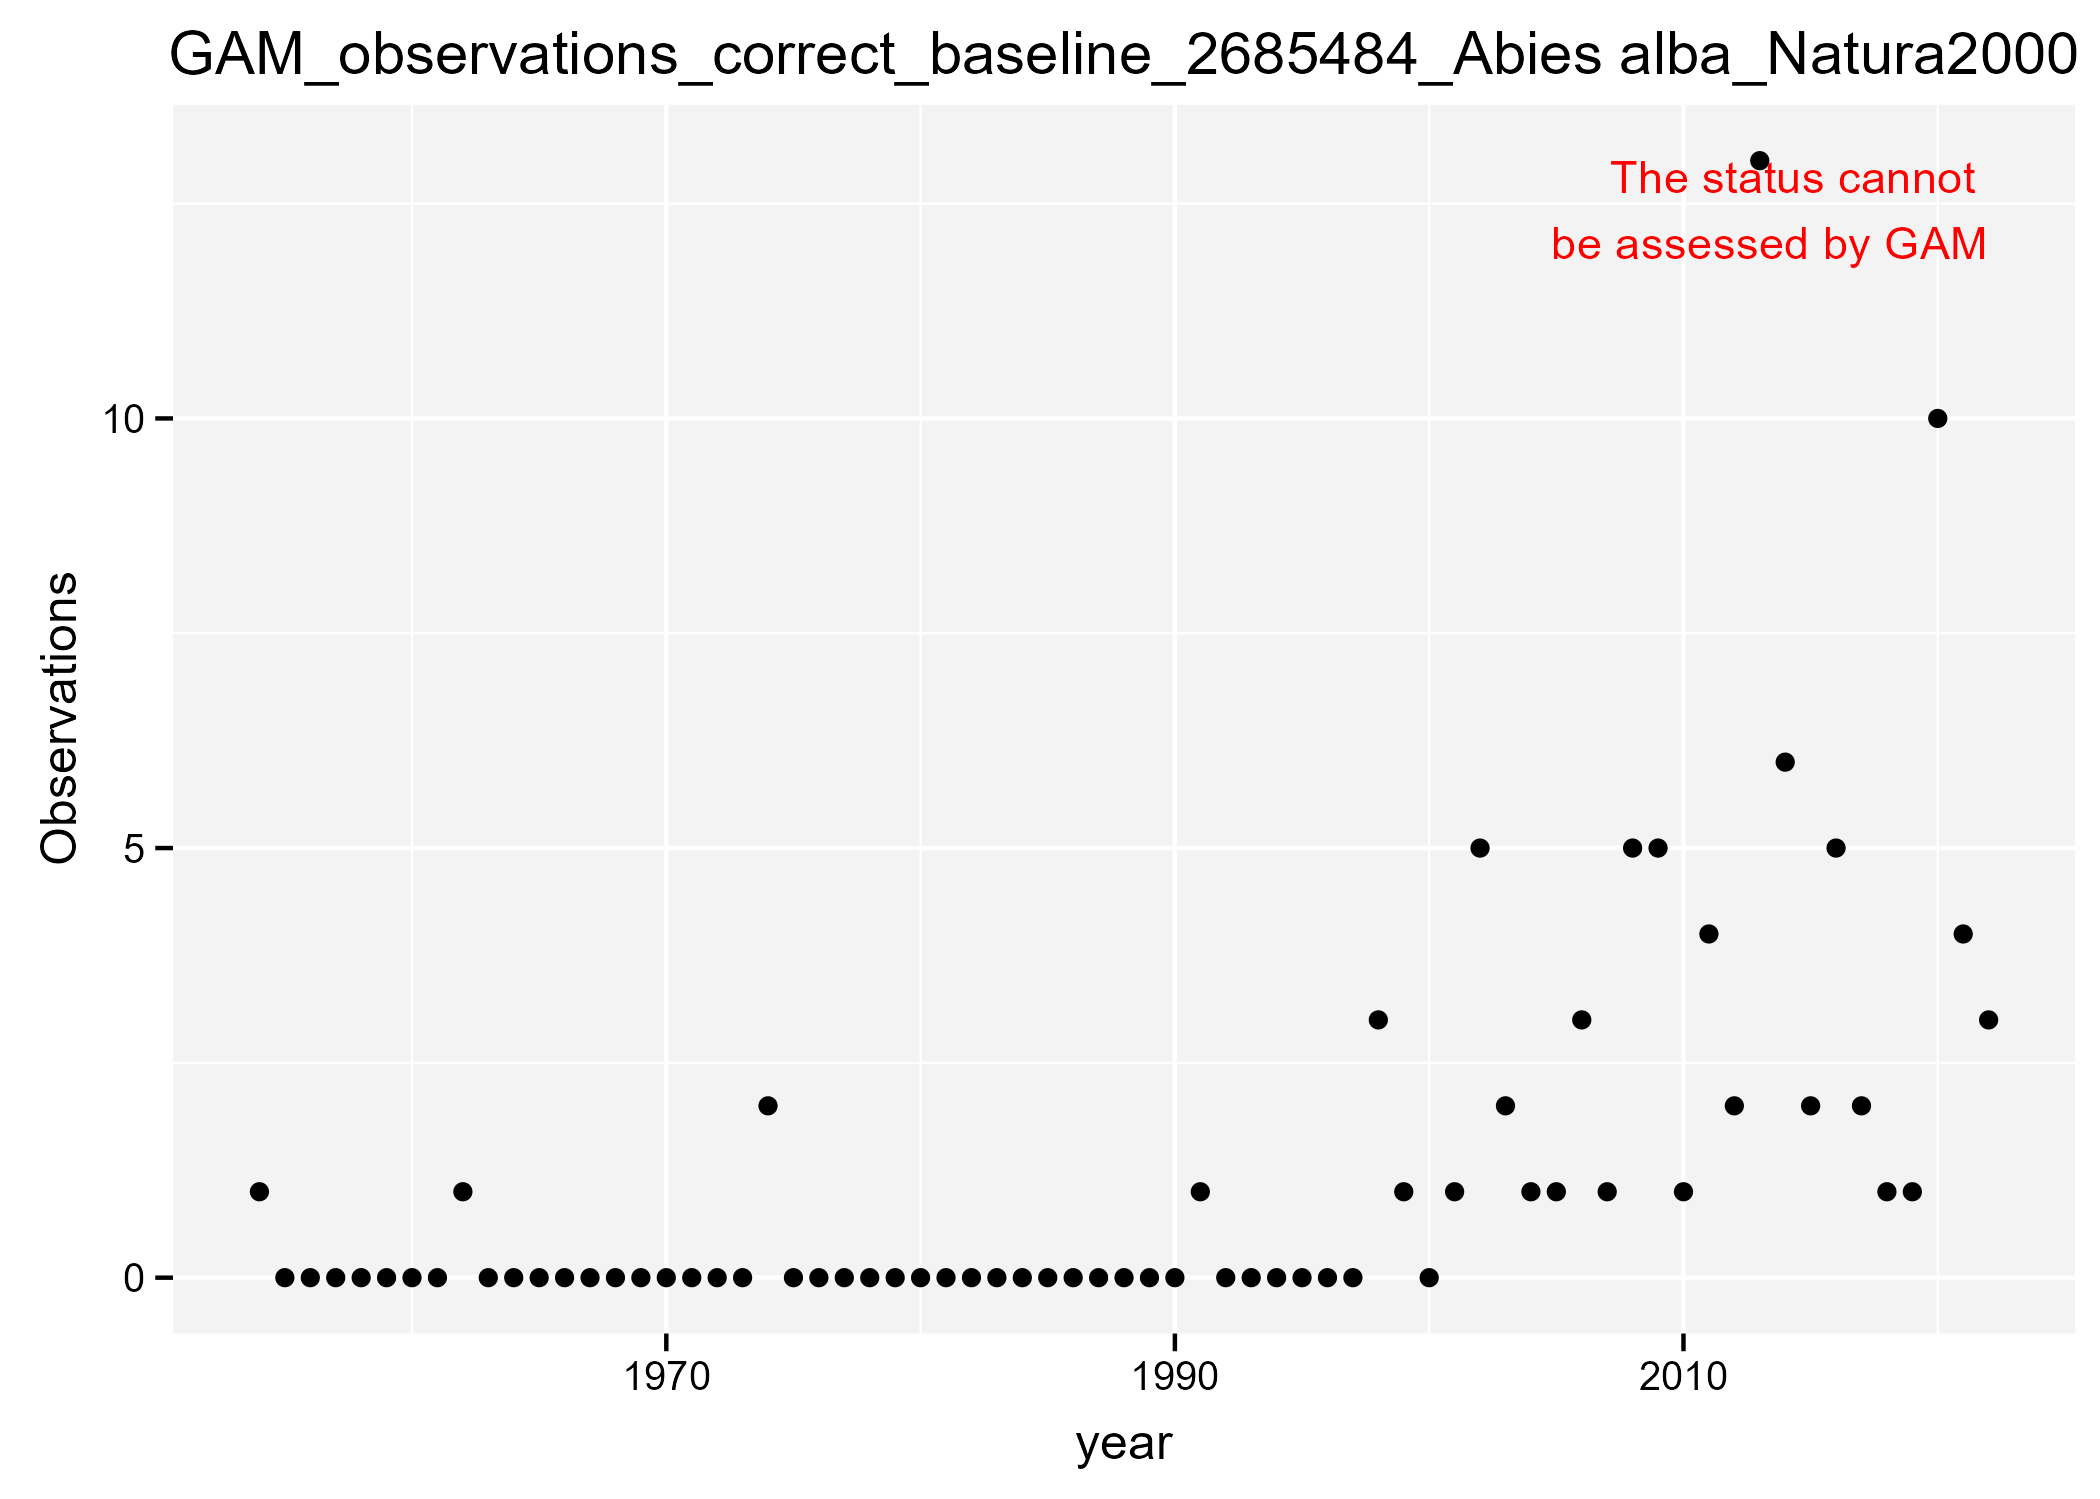 GAM_observations_correct_baseline_2685484_Abies alba_Natura2000
The status cannot
be assessed by GAM
10
5
0
Observations
1970
1990
2010
year